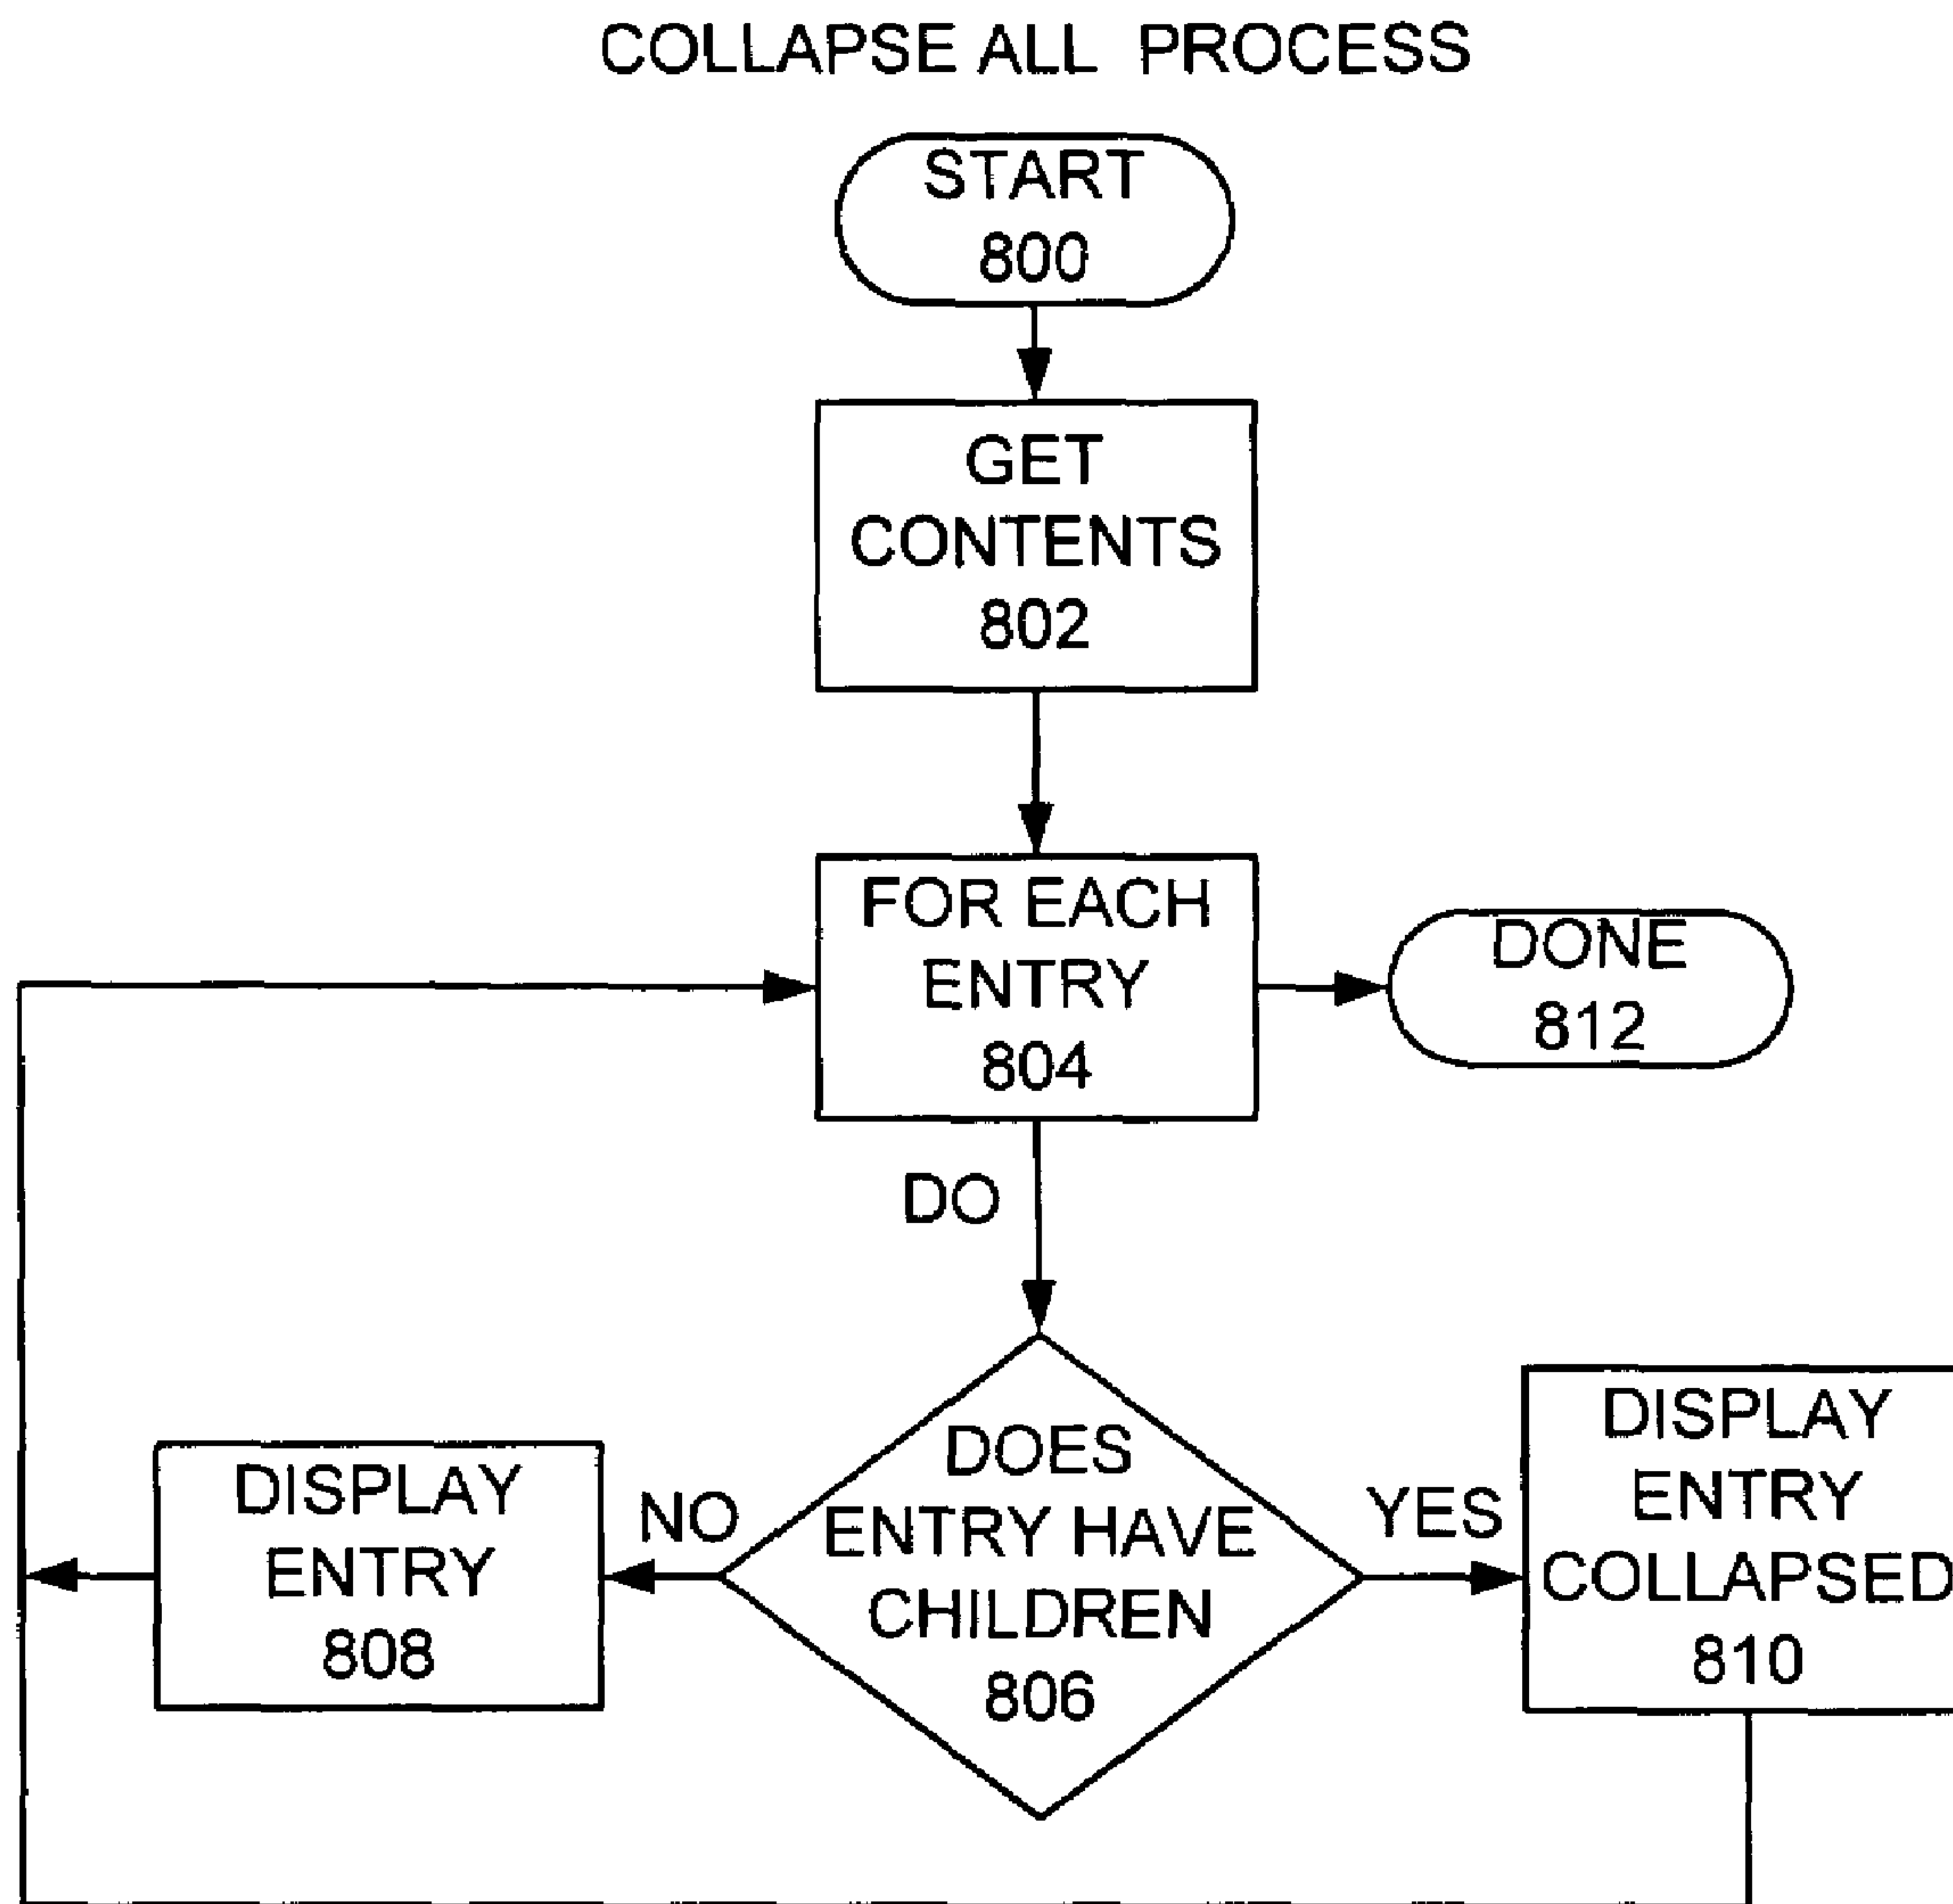 COLLAPSE ALL PROCESS
START
800
GET
CONTENTS
802
FOR EACH
ENTRY
804
DONE
812
DO
DOES
ENTRY HAVE
CHILDREN
806
NO
DISPLAY
ENTRY
808
YES
DISPLAY
ENTRY
COLLAPSED
810